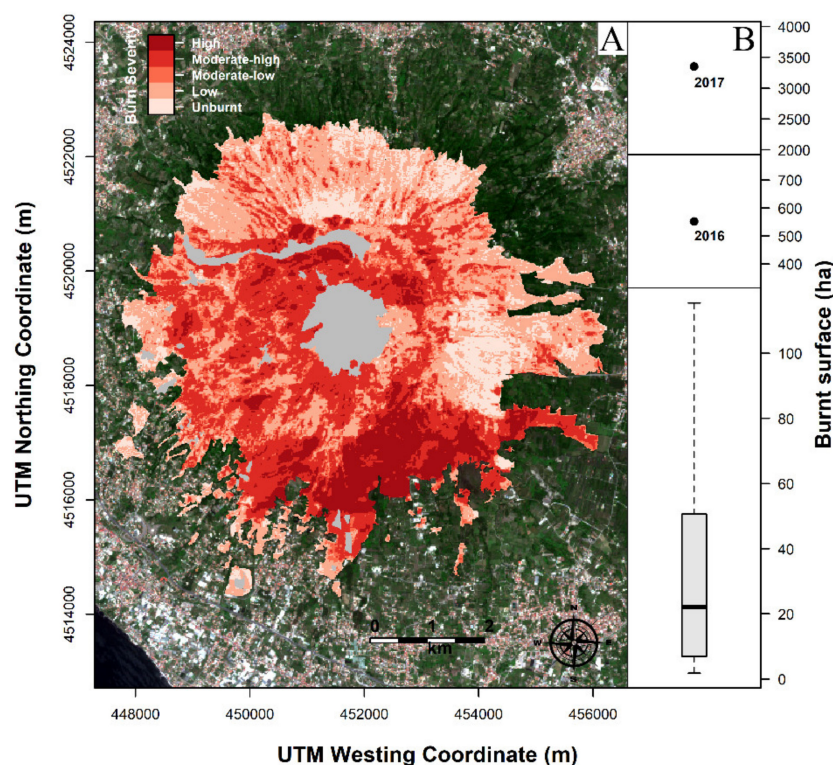 A
B
Burn Severity
High
Moderate-high
Moderate-low
Low
Unburnt
UTM Northing Coordinate (m)
4524000
4522000
4520000
4518000
4516000
4514000
448000
450000
452000
454000
456000
UTM Westing Coordinate (m)
0 1 2
km
N
W
E
S
2017
2016
4000
3500
3000
2500
2000
700
600
500
400
100
80
60
40
20
0
Burnt surface (ha)